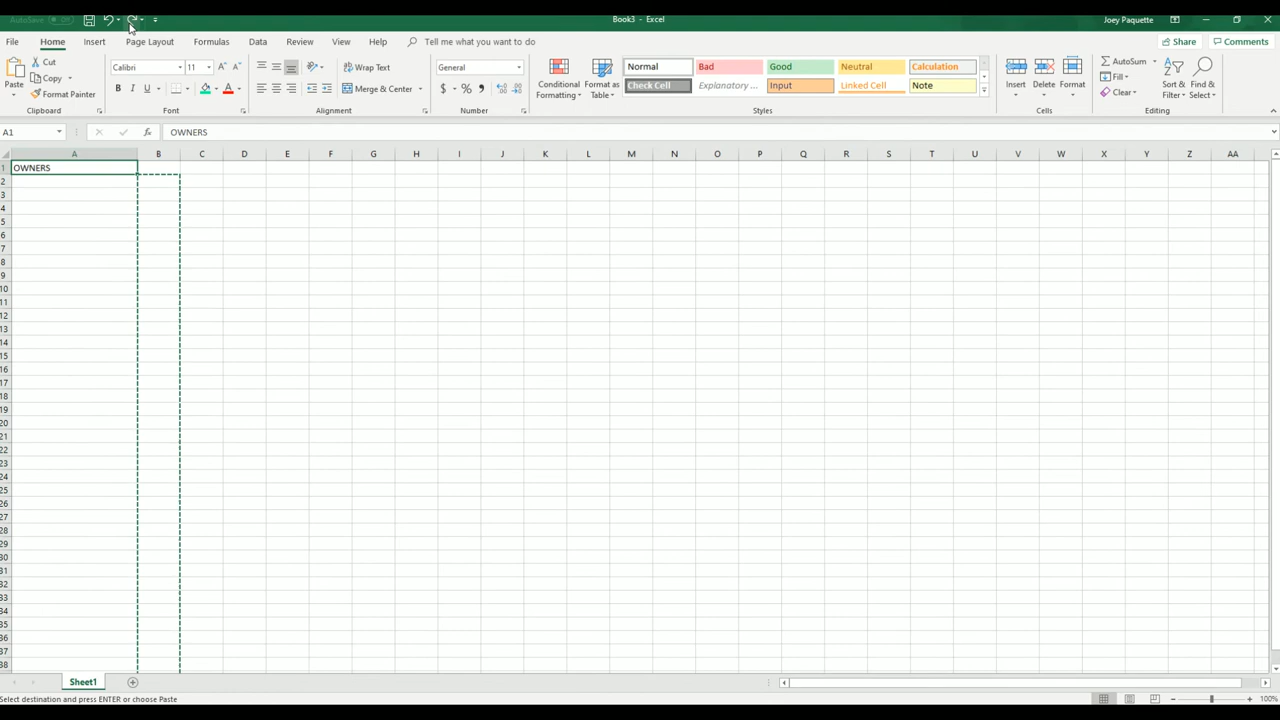 AutoSave Off Book3 - Excel Joey Paquette
File Home Insert Page Layout Formulas Data Review View Help Tell me what you want to do Share Comments
Paste Cut Copy Format Painter Clipboard
Calibri 11 A A B I U A Font
Wrap Text Merge & Center Alignment
General $ % Number
Conditional Formatting Format as Table
Normal Bad Good Neutral Calculation
Check Cell Explanatory ... Input Linked Cell Note
Styles
Insert Delete Format Cells
AutoSum Fill Clear Sort & Filter Find & Select Editing
A1 fx OWNERS
A B C D E F G H I J K L M N O P Q R S T U V W X Y Z AA
1 OWNERS
2
3
4
5
6
7
8
9
10
11
12
13
14
15
16
17
18
19
20
21
22
23
24
25
26
27
28
29
30
31
32
33
34
35
36
37
38
Sheet1
Select destination and press ENTER or choose Paste 100%